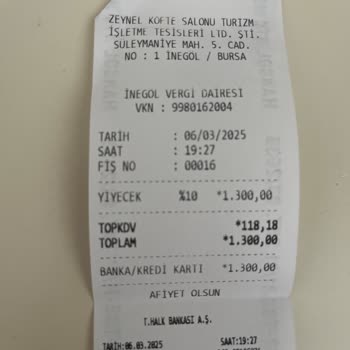 ZEYNEL KÖFTE SALONU TURIZM
İŞLETME TESİSLERİ LTD. ŞTİ.
SÜLEYMANİYE MAH. 5. CAD.
NO : 1 İNEGÖL / BURSA
İNEGÖL VERGİ DAİRESİ
VKN : 9980162004
TARİH : 06/03/2025
SAAT : 19:27
FİŞ NO : 00016
YİYECEK %10 *1.300,00
TOPKDV *118,18
TOPLAM *1.300,00
BANKA/KREDİ KARTI *1.300,00
AFİYET OLSUN
T.HALK BANKASI A.Ş.
TARİH:06.03.2025 SAAT:19:27